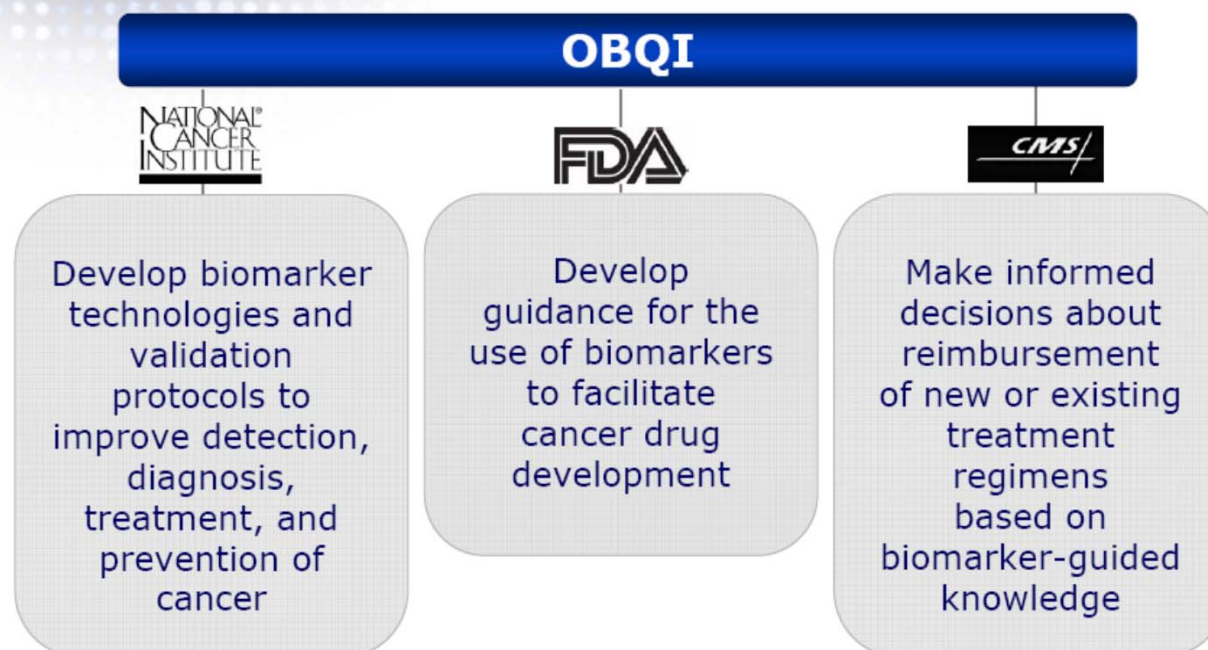 OBQI
NATIONAL®
CANCER
INSTITUTE
Develop biomarker
technologies and
validation
protocols to
improve detection,
diagnosis,
treatment, and
prevention of
cancer
FDA
Develop
guidance for the
use of biomarkers
to facilitate
cancer drug
development
CMS
Make informed
decisions about
reimbursement
of new or existing
treatment
regimens
based on
biomarker-guided
knowledge